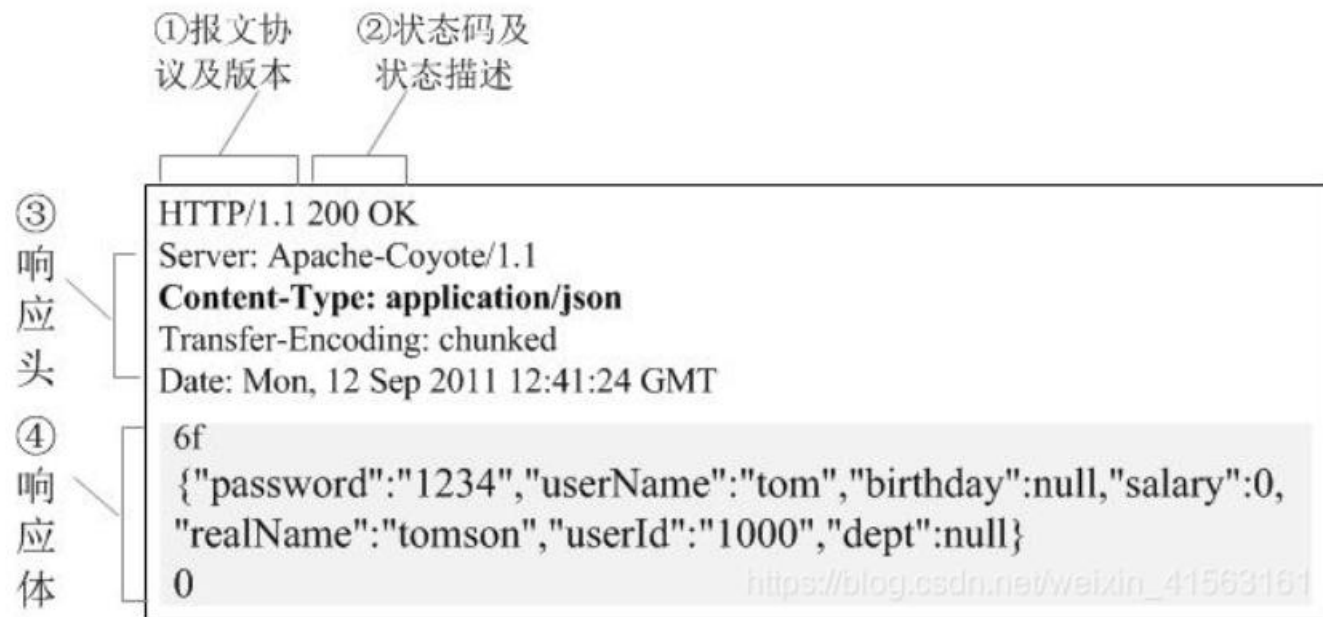 ①报文协
议及版本
②状态码及
状态描述
③
响
应
头
HTTP/1.1 200 OK
Server: Apache-Coyote/1.1
Content-Type: application/json
Transfer-Encoding: chunked
Date: Mon, 12 Sep 2011 12:41:24 GMT
④
响
应
体
6f
{"password":"1234","userName":"tom","birthday":null,"salary":0,
"realName":"tomson","userId":"1000","dept":null}
0
https://blog.csdn.net/weixin_41563161